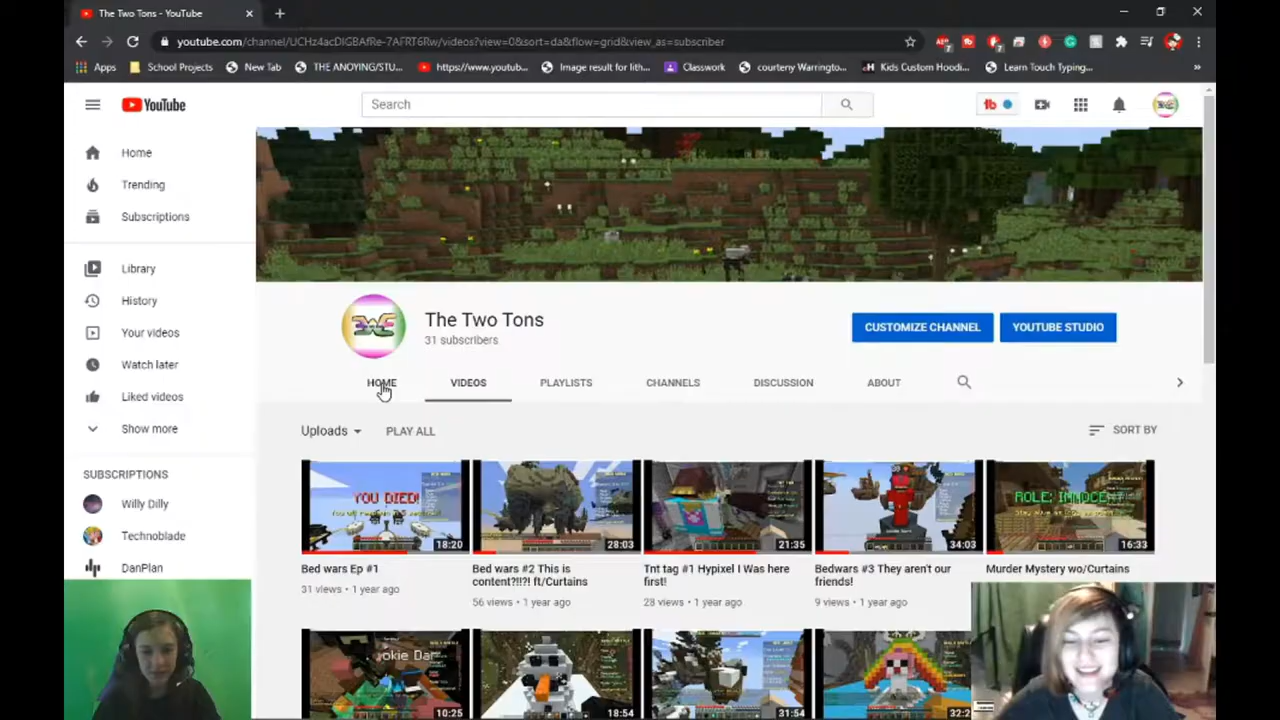 The Two Tons - YouTube
youtube.com/channel/UCHz4acDIGBAfRe-7AFRT6Rw/videos?view=0&sort=da&flow=grid&view_as=subscriber
Apps School Projects New Tab THE ANOYING/STU... https://www.youtub... Image result for lith... Classwork courteny Warringto... Kids Custom Hoodi... Learn Touch Typing...
YouTube
Search
Home
Trending
Subscriptions
Library
History
Your videos
Watch later
Liked videos
Show more
SUBSCRIPTIONS
Willy Dilly
Technoblade
DanPlan
The Two Tons
31 subscribers
CUSTOMIZE CHANNEL YOUTUBE STUDIO
HOME VIDEOS PLAYLISTS CHANNELS DISCUSSION ABOUT
Uploads PLAY ALL SORT BY
YOU DIED!
18:20
Bed wars Ep #1
31 views • 1 year ago
28:03
Bed wars #2 This is
content?!!?! ft/Curtains
56 views • 1 year ago
21:35
Tnt tag #1 Hypixel I Was here
first!
28 views • 1 year ago
34:03
Bedwars #3 They aren't our
friends!
9 views • 1 year ago
ROLE: INNOCE
16:33
Murder Mystery wo/Curtains
10:25
18:54
31:54
32:2